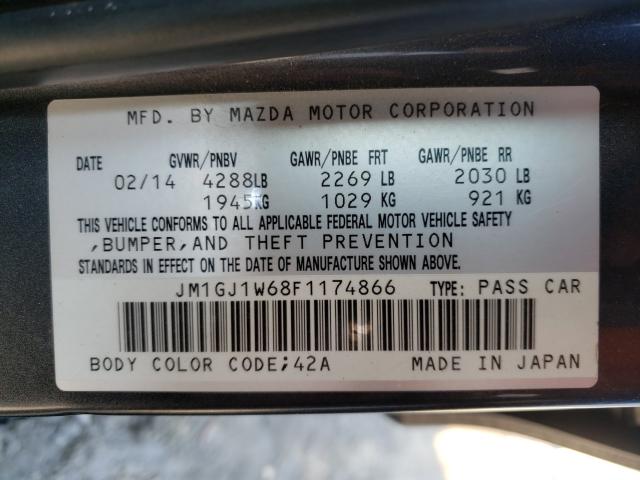 MFD. BY MAZDA MOTOR CORPORATION
DATE GVWR/PNBV GAWR/PNBE FRT GAWR/PNBE RR
02/14 4288LB 2269 LB 2030 LB
1945KG 1029 KG 921 KG
THIS VEHICLE CONFORMS TO ALL APPLICABLE FEDERAL MOTOR VEHICLE SAFETY
,BUMPER,AND THEFT PREVENTION
STANDARDS IN EFFECT ON THE DATE OF MANUFACTURE SHOWN ABOVE.
JM1GJ1W68F1174866 TYPE: PASS CAR
BODY COLOR CODE;42A MADE IN JAPAN